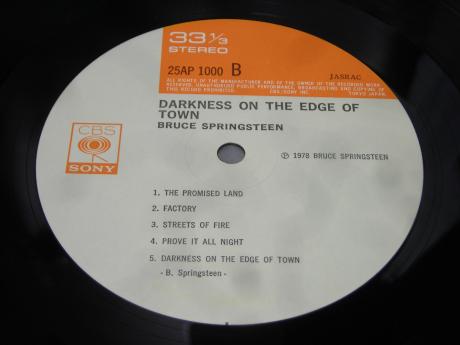 33 1/3
STEREO
25AP 1000 B
JASRAC
ALL RIGHTS OF THE MANUFACTURER AND OF THE OWNER OF THE RECORDED WORK
RESERVED. UNAUTHORIZED PUBLIC PERFORMANCE, BROADCASTING AND COPYING OF
THIS RECORD PROHIBITED. CBS/SONY INC. TOKYO JAPAN
DARKNESS ON THE EDGE OF
TOWN
BRUCE SPRINGSTEEN
CBS
SONY
℗ 1978 BRUCE SPRINGSTEEN
1. THE PROMISED LAND
2. FACTORY
3. STREETS OF FIRE
4. PROVE IT ALL NIGHT
5. DARKNESS ON THE EDGE OF TOWN
- B. Springsteen -